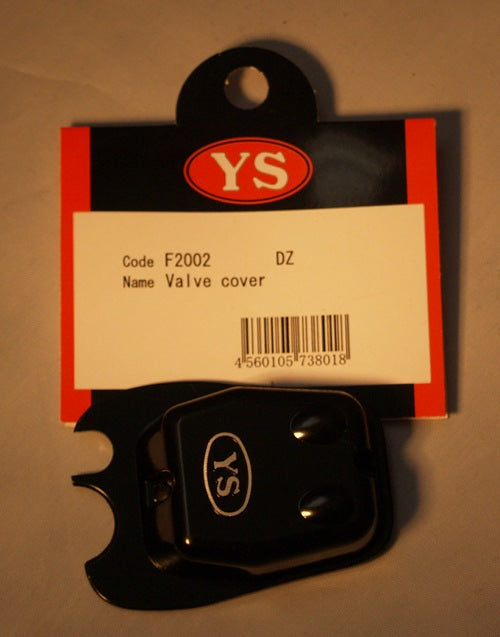 YS
Code F2002 DZ
Name Valve cover
4 560105 738018
YS